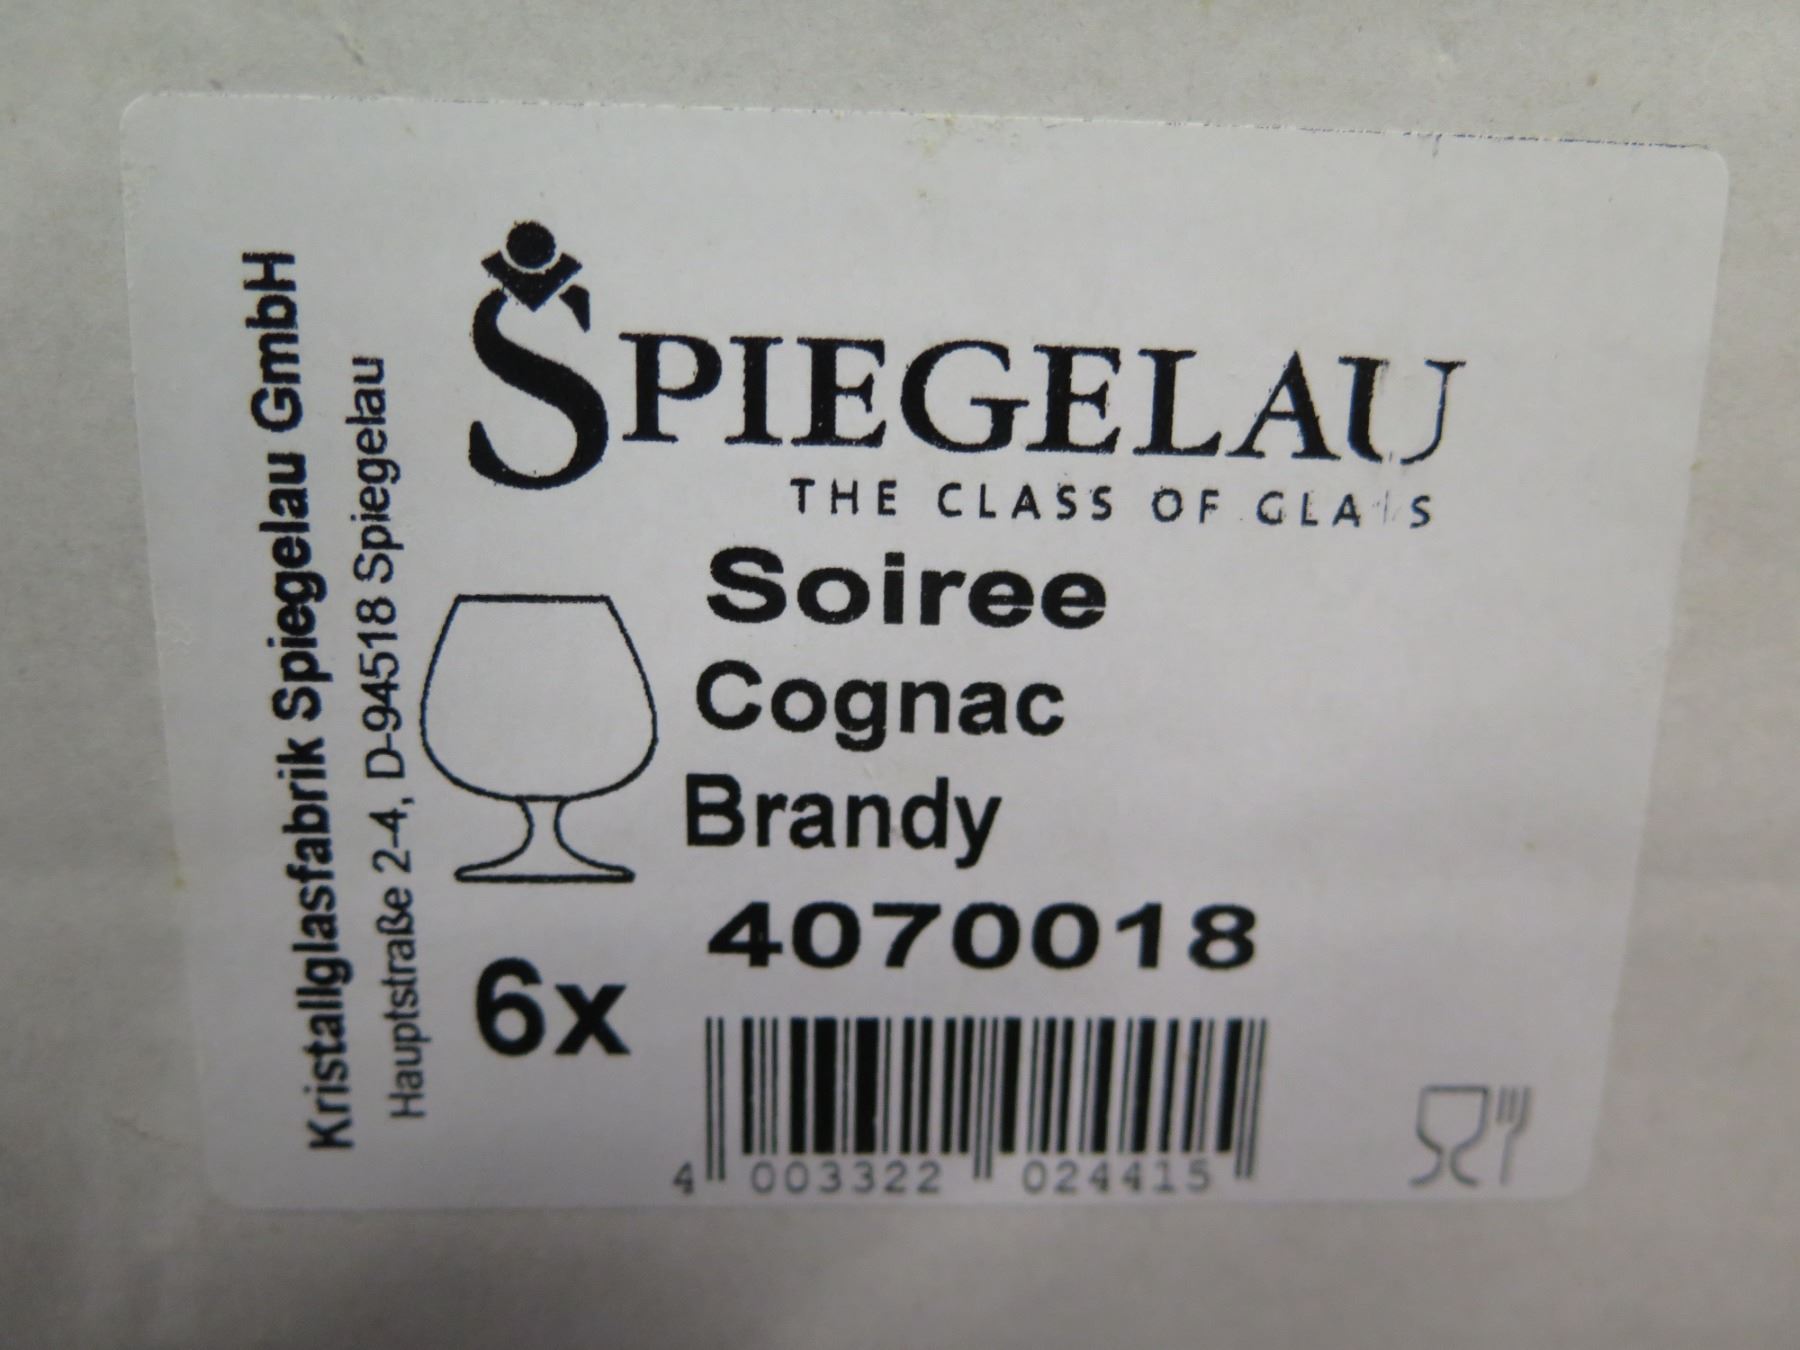 Kristallglasfabrik Spiegelau GmbH
Hauptstraße 2-4, D-94518 Spiegelau
SPIEGELAU
THE CLASS OF GLASS
Soiree
Cognac
Brandy
4070018
6x
4 003322 024415